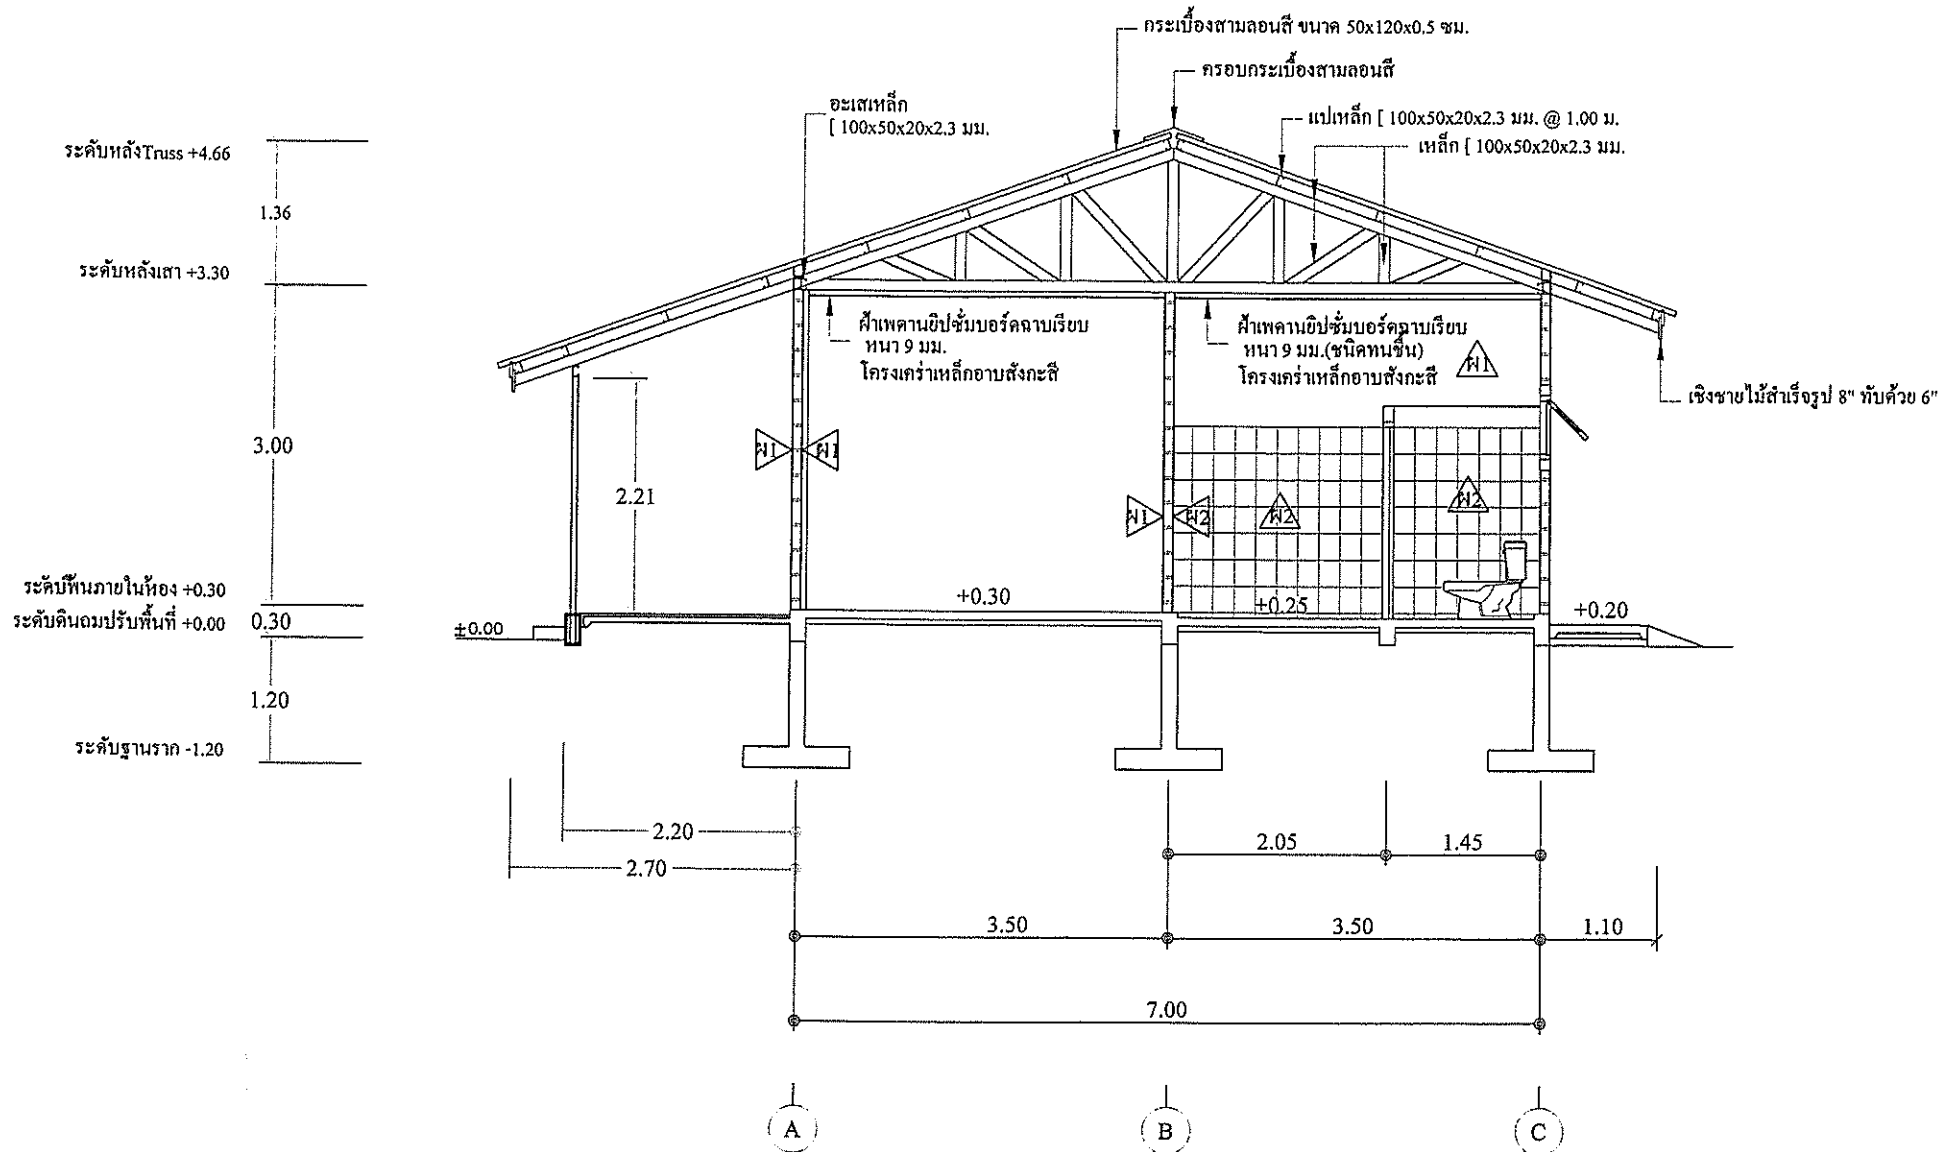 กระเบื้องสามลอนสี ขนาด 50x120x0.5 ซม.
ครอบกระเบื้องสามลอนสี
อะเสเหล็ก
[ 100x50x20x2.3 มม.
แปเหล็ก [ 100x50x20x2.3 มม. @ 1.00 ม.
เหล็ก [ 100x50x20x2.3 มม.
ระดับหลังTruss +4.66
1.36
ระดับหลังเสา +3.30
ฝ้าเพดานยิปซั่มบอร์ดฉาบเรียบ
หนา 9 มม.
โครงเคร่าเหล็กอาบสังกะสี
ฝ้าเพดานยิปซั่มบอร์ดฉาบเรียบ
หนา 9 มม.(ชนิดทนชื้น)
โครงเคร่าเหล็กอาบสังกะสี
ผ1
เชิงชายไม้สำเร็จรูป 8" ทับด้วย 6"
3.00
ผ1 ผ1
2.21
ผ1 ผ2
ผ2
ผ2
ระดับพื้นภายในห้อง +0.30
ระดับดินถมปรับพื้นที่ +0.00
0.30
±0.00
+0.30
+0.25
+0.20
1.20
ระดับฐานราก -1.20
2.20
2.05
1.45
2.70
3.50
3.50
1.10
7.00
A
B
C